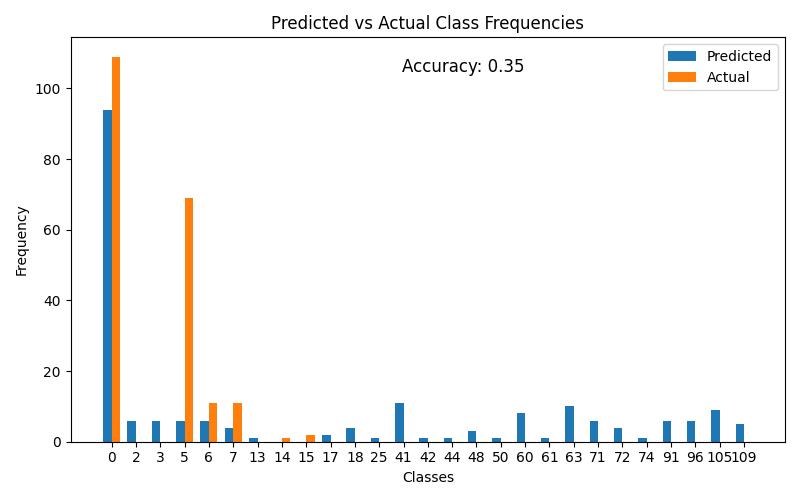 Predicted vs Actual Class Frequencies
Accuracy: 0.35
Predicted
Actual
Frequency
100
80
60
40
20
0
0 2 3 5 6 7 13 14 15 17 18 25 41 42 44 48 50 60 61 63 71 72 74 91 96 105 109
Classes